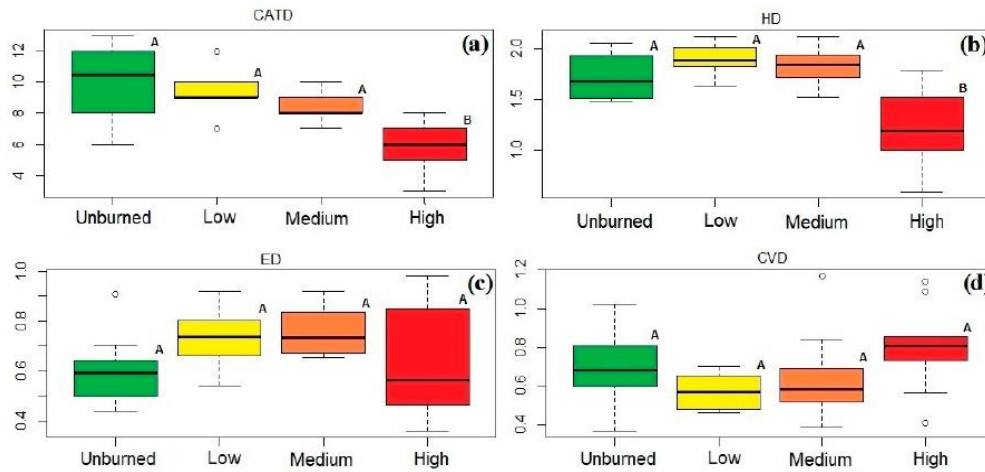 CATD
(a)
12
10
8
6
4
A
A
A
B
Unburned Low Medium High
HD
(b)
2.0
1.5
1.0
A
A
A
B
Unburned Low Medium High
ED
(c)
1.0
0.8
0.6
0.4
A
A
A
A
Unburned Low Medium High
CVD
(d)
1.2
1.0
0.8
0.6
0.4
A
A
A
A
Unburned Low Medium High